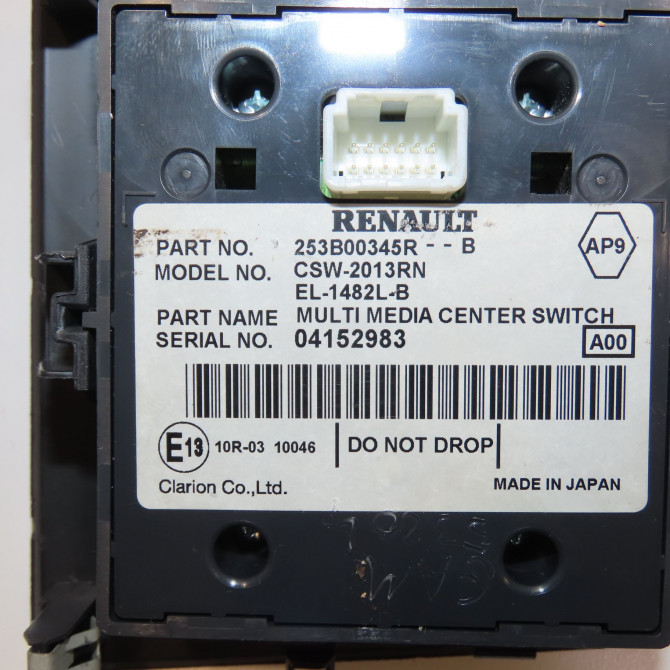 RENAULT
PART NO. 253B00345R - - B
AP9
MODEL NO. CSW-2013RN
EL-1482L-B
PART NAME MULTI MEDIA CENTER SWITCH
SERIAL NO. 04152983
A00
E13 10R-03 10046 DO NOT DROP
Clarion Co.,Ltd. MADE IN JAPAN